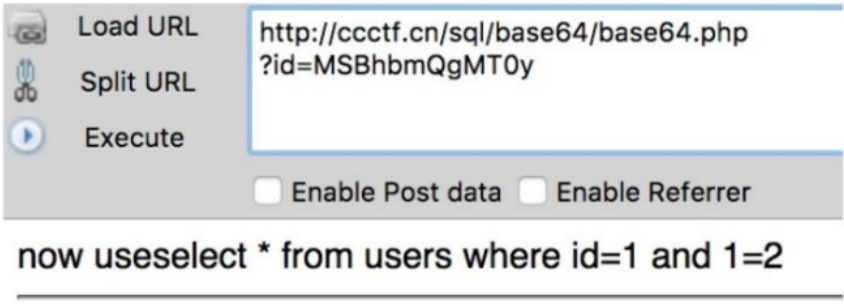 Load URL
http://ccctf.cn/sql/base64/base64.php
?id=MSBhbmQgMT0y
Split URL
Execute
Enable Post data Enable Referrer
now useselect * from users where id=1 and 1=2